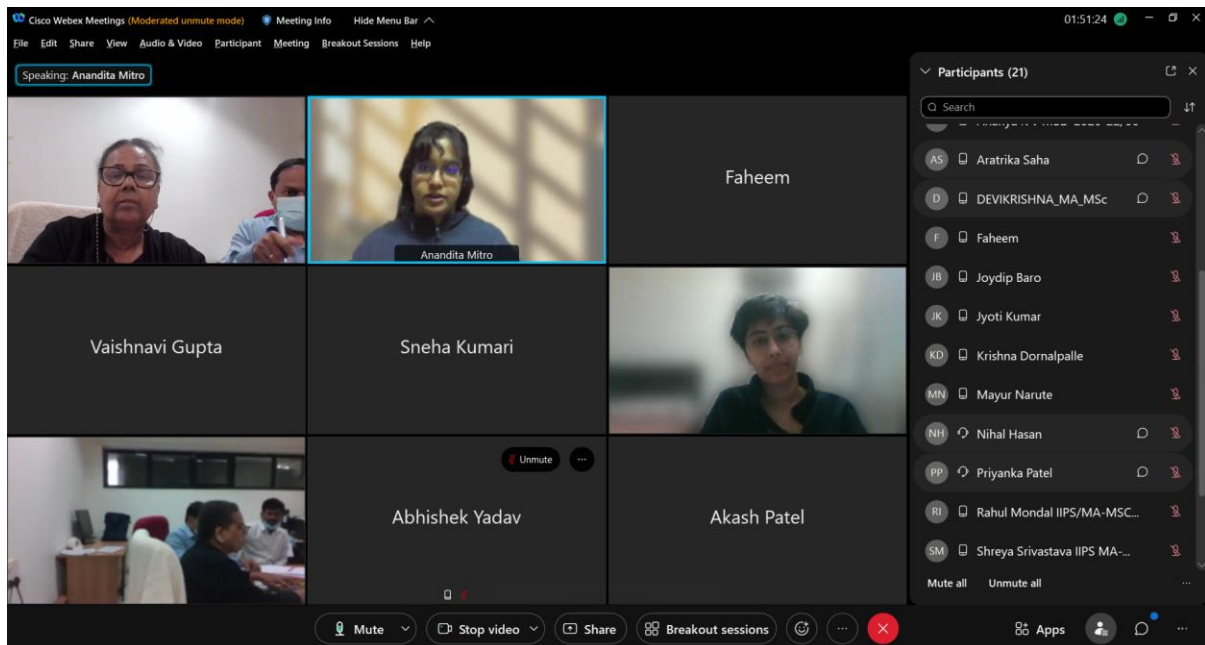 Cisco Webex Meetings (Moderated unmute mode) Meeting Info Hide Menu Bar 01:51:24
File Edit Share View Audio & Video Participant Meeting Breakout Sessions Help
Speaking: Anandita Mitro
Anandita Mitro
Faheem
Vaishnavi Gupta
Sneha Kumari
Unmute
Abhishek Yadav
Akash Patel
Participants (21)
Search
AS Aratrika Saha
D DEVIKRISHNA_MA_MSc
F Faheem
JB Joydip Baro
JK Jyoti Kumar
KD Krishna Dornalpalle
MN Mayur Narute
NH Nihal Hasan
PP Priyanka Patel
RI Rahul Mondal IIPS/MA-MSC...
SM Shreya Srivastava IIPS MA-...
Mute all Unmute all
Mute Stop video Share Breakout sessions Apps